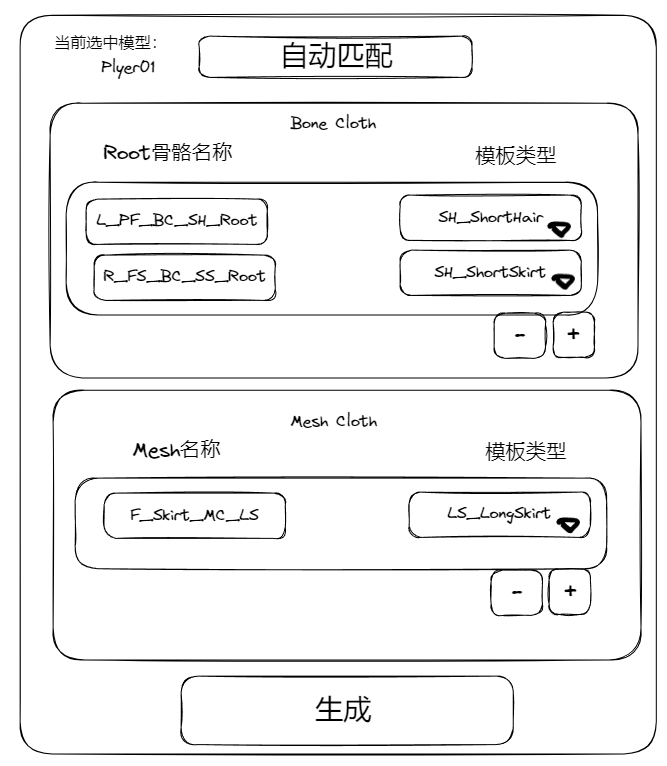 当前选中模型:
Plyer01
自动匹配
Bone Cloth
Root骨骼名称 模板类型
L_PF_BC_SH_Root SH_ShortHair
R_FS_BC_SS_Root SH_ShortSkirt
- +
Mesh Cloth
Mesh名称 模板类型
F_Skirt_MC_LS LS_LongSkirt
- +
生成